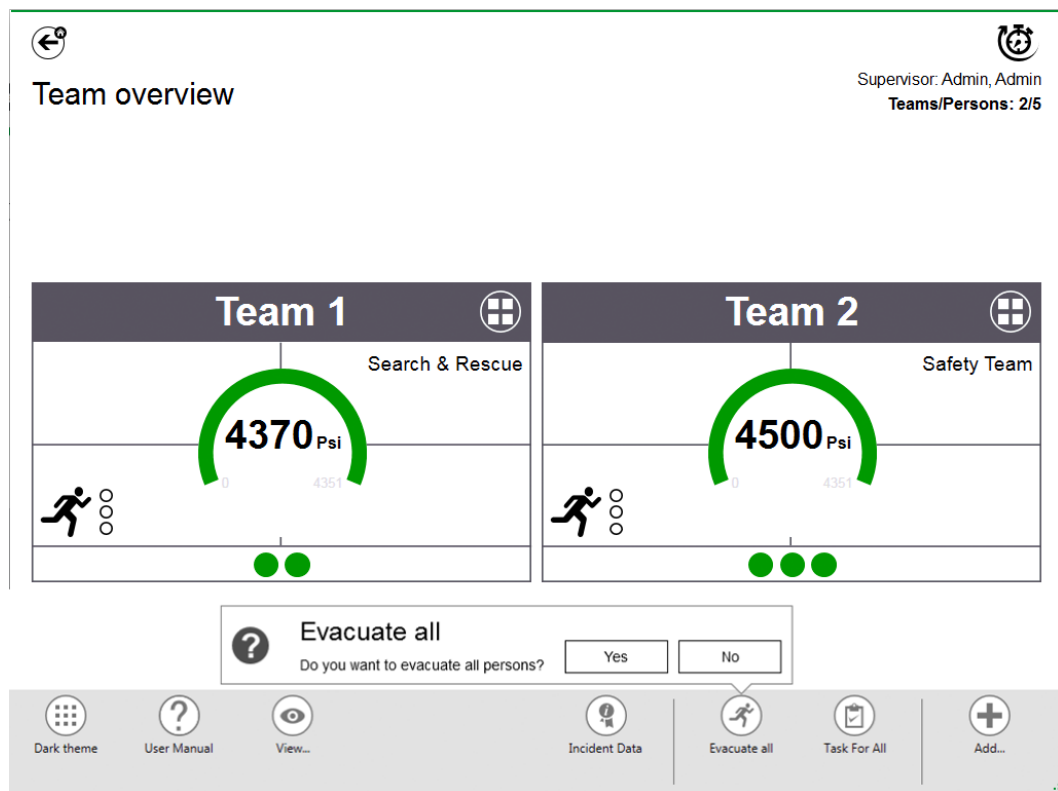 Team overview
Supervisor: Admin, Admin
Teams/Persons: 2/5
Team 1
Search & Rescue
4370 Psi
0 4351
Team 2
Safety Team
4500 Psi
0 4351
Evacuate all
Do you want to evacuate all persons?
Yes No
Dark theme
User Manual
View...
Incident Data
Evacuate all
Task For All
Add...